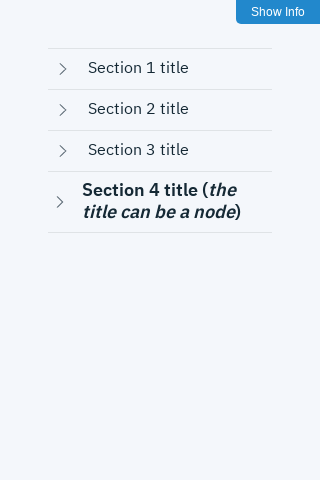 Show Info
Section 1 title
Section 2 title
Section 3 title
Section 4 title (the
title can be a node)